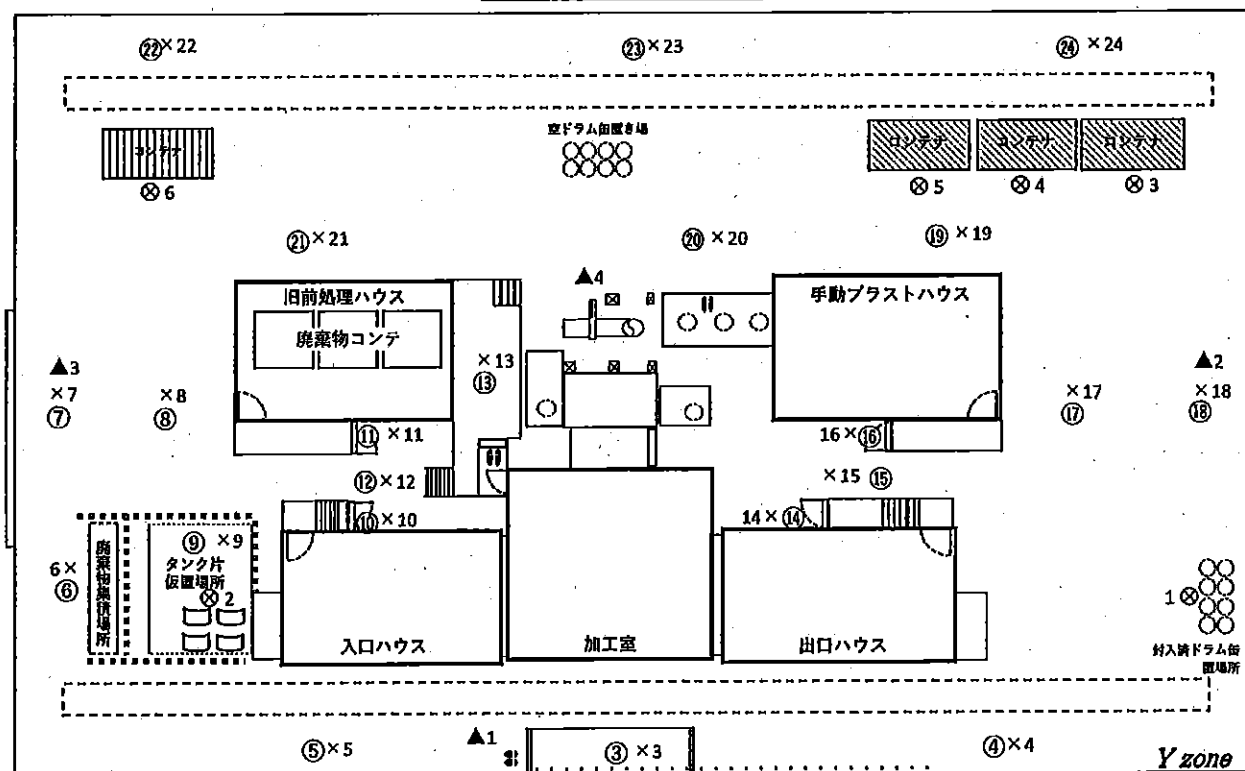 ㉒×22
㉓×23
㉔×24
コンテナ
空ドラム缶置き場
コンテナ
コンテナ
コンテナ
⊗6
⊗5
⊗4
⊗3
㉑×21
⑳×20
⑲×19
▲4
旧前処理ハウス
廃棄物コンテ
手動ブラストハウス
▲3
×7
⑦
×8
⑧
×13
⑬
×17
⑰
▲2
×18
⑱
⑪×11
16×⑯
⑫×12
×15⑮
⑩×10
14×⑭
⑨×9
タンク片
仮置場所
⊗2
6×
⑥
廃棄物集積場所
1⊗
入口ハウス
加工室
出口ハウス
封入済ドラム缶
置場所
⑤×5
▲1
③×3
④×4
Y zone